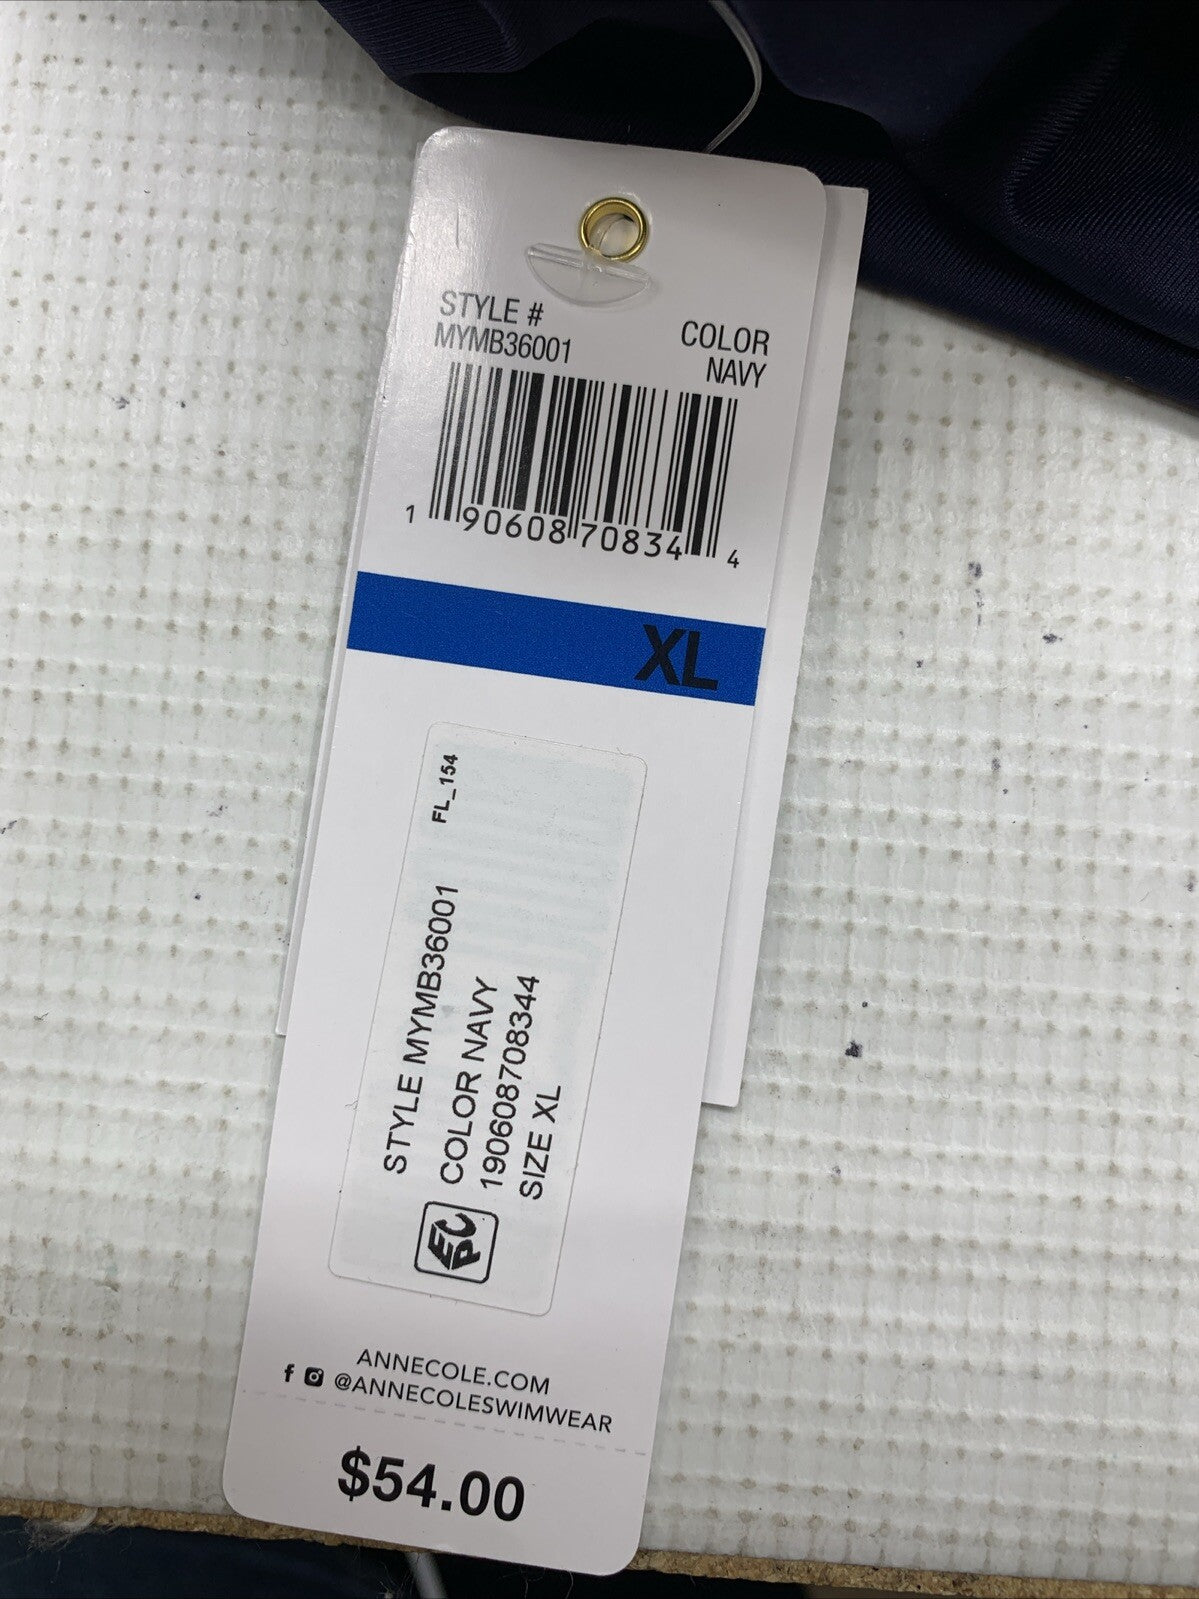 STYLE #
MYMB36001
COLOR
NAVY
1 90608 70834 4
XL
FL_154
STYLE MYMB36001
COLOR NAVY
190608708344
SIZE XL
EPC
ANNECOLE.COM
f @ANNECOLESWIMWEAR
$54.00